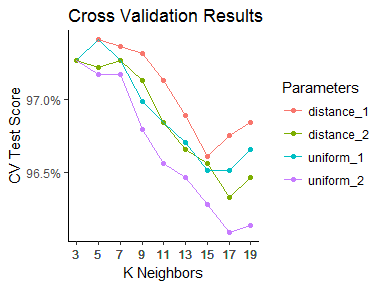 Cross Validation Results
CV Test Score
97.0%
96.5%
3 5 7 9 11 13 15 17 19
K Neighbors
Parameters
distance_1
distance_2
uniform_1
uniform_2